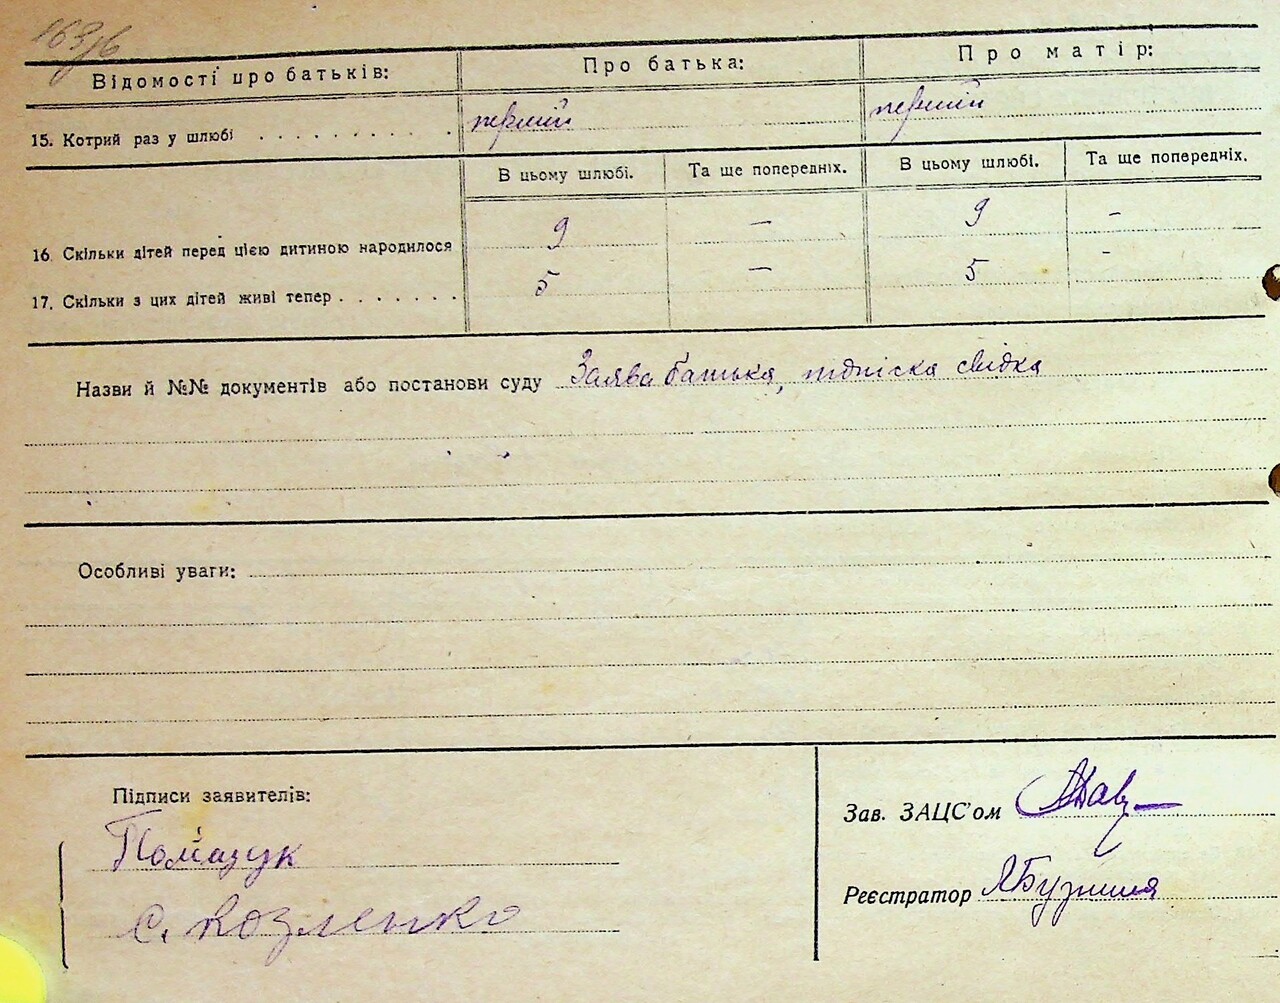 Відомості про батьків: Про батька: Про матір:
15. Котрий раз у шлюбі . . . . . . . . . . перший перший
В цьому шлюбі. Та ще попередніх. В цьому шлюбі. Та ще попередніх.
16. Скільки дітей перед цією дитиною народилося 9 — 9 —
17. Скільки з цих дітей живі тепер . . . . . . . 5 — 5 —
Назви й №№ документів або постанови суду Заява батька, підписка свідка
Особливі уваги:
Підписи заявителів:
Помазук
С. Козленко
Зав. ЗАЦС'ом
Реєстратор